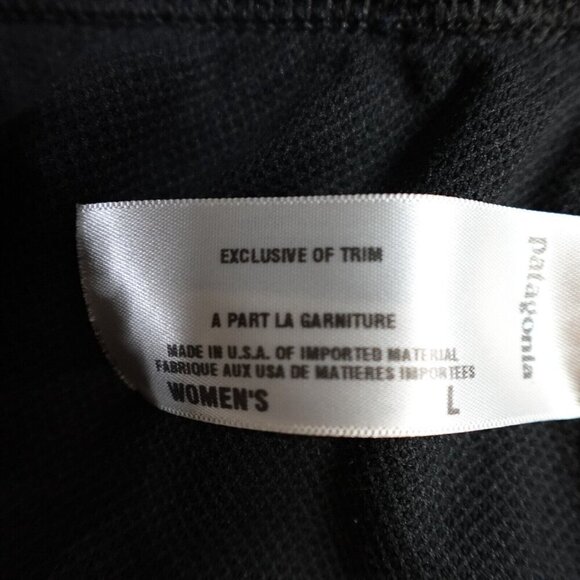 EXCLUSIVE OF TRIM
A PART LA GARNITURE
MADE IN U.S.A. OF IMPORTED MATERIAL
FABRIQUE AUX USA DE MATIERES IMPORTEES
WOMEN'S L
patagonia